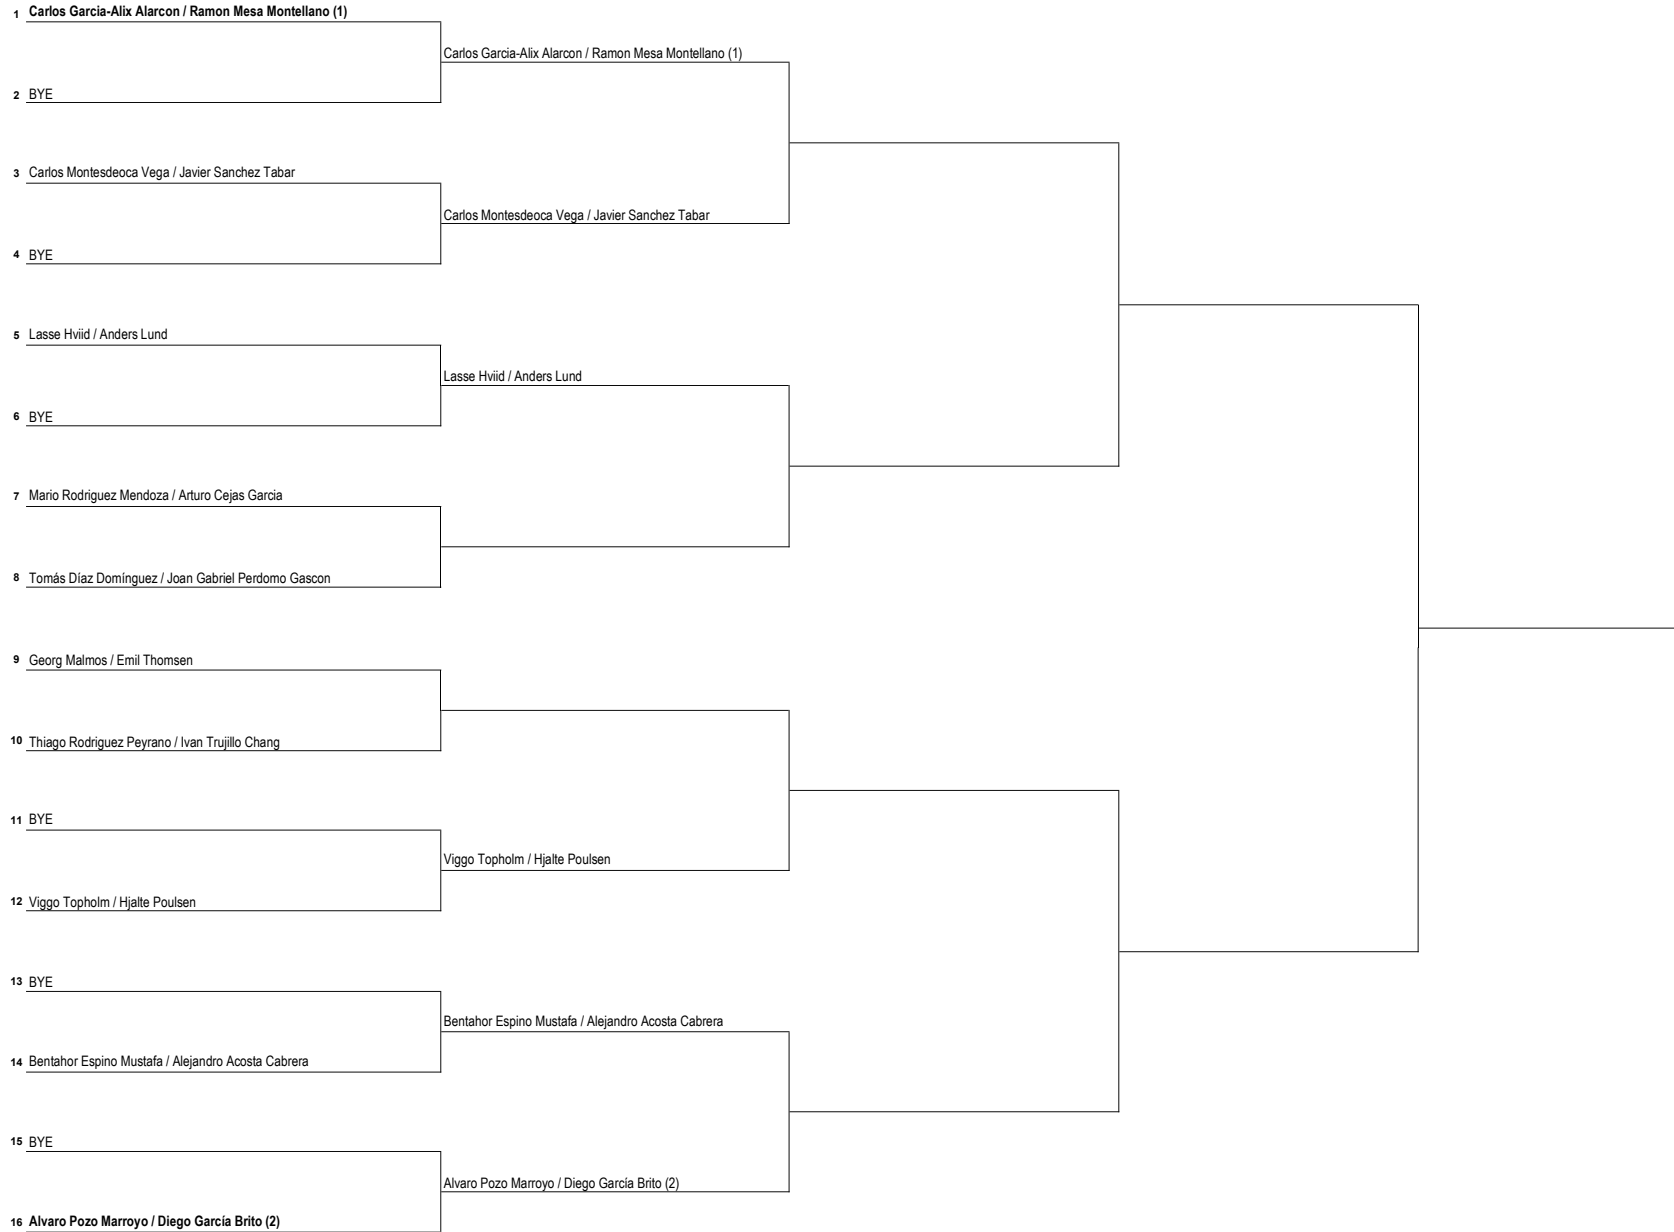 1 Carlos Garcia-Alix Alarcon / Ramon Mesa Montellano (1)
Carlos Garcia-Alix Alarcon / Ramon Mesa Montellano (1)
2 BYE
3 Carlos Montesdeoca Vega / Javier Sanchez Tabar
Carlos Montesdeoca Vega / Javier Sanchez Tabar
4 BYE
5 Lasse Hviid / Anders Lund
Lasse Hviid / Anders Lund
6 BYE
7 Mario Rodriguez Mendoza / Arturo Cejas Garcia
8 Tomás Díaz Domínguez / Joan Gabriel Perdomo Gascon
9 Georg Malmos / Emil Thomsen
10 Thiago Rodriguez Peyrano / Ivan Trujillo Chang
11 BYE
Viggo Topholm / Hjalte Poulsen
12 Viggo Topholm / Hjalte Poulsen
13 BYE
Bentahor Espino Mustafa / Alejandro Acosta Cabrera
14 Bentahor Espino Mustafa / Alejandro Acosta Cabrera
15 BYE
Alvaro Pozo Marroyo / Diego García Brito (2)
16 Alvaro Pozo Marroyo / Diego García Brito (2)